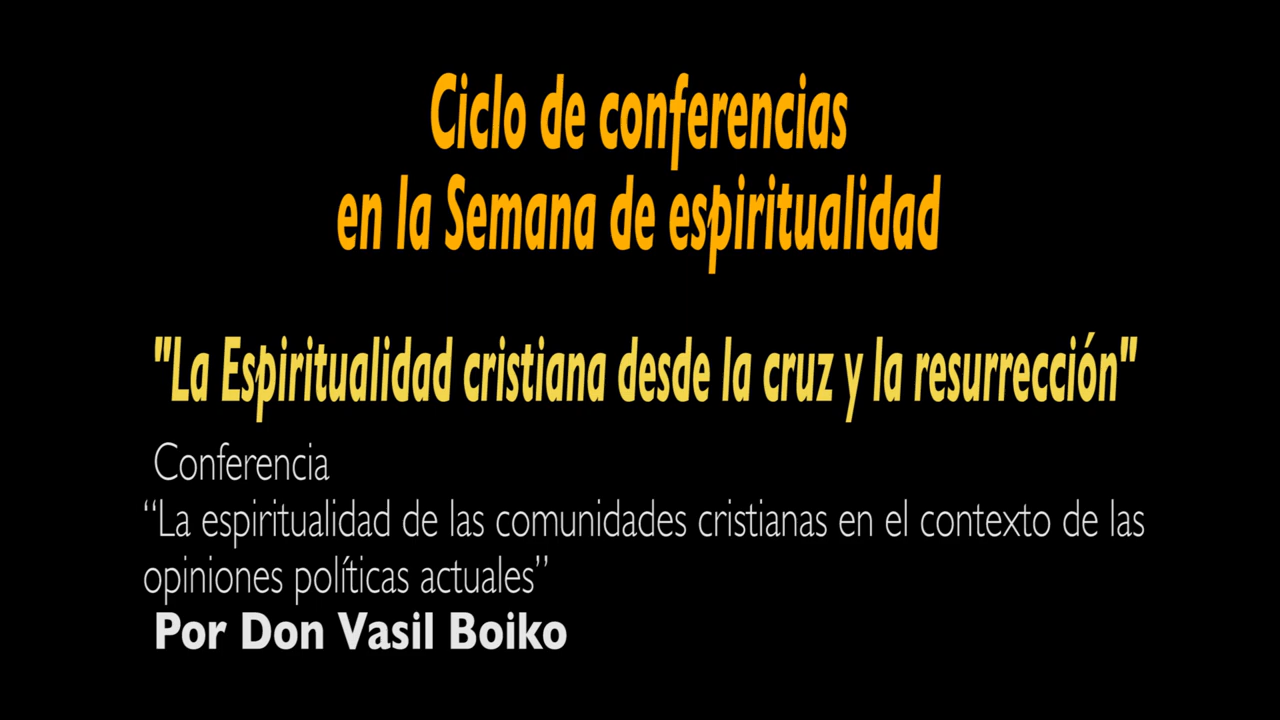 Ciclo de conferencias
en la Semana de espiritualidad
"La Espiritualidad cristiana desde la cruz y la resurrección"
Conferencia
“La espiritualidad de las comunidades cristianas en el contexto de las
opiniones políticas actuales”
Por Don Vasil Boiko